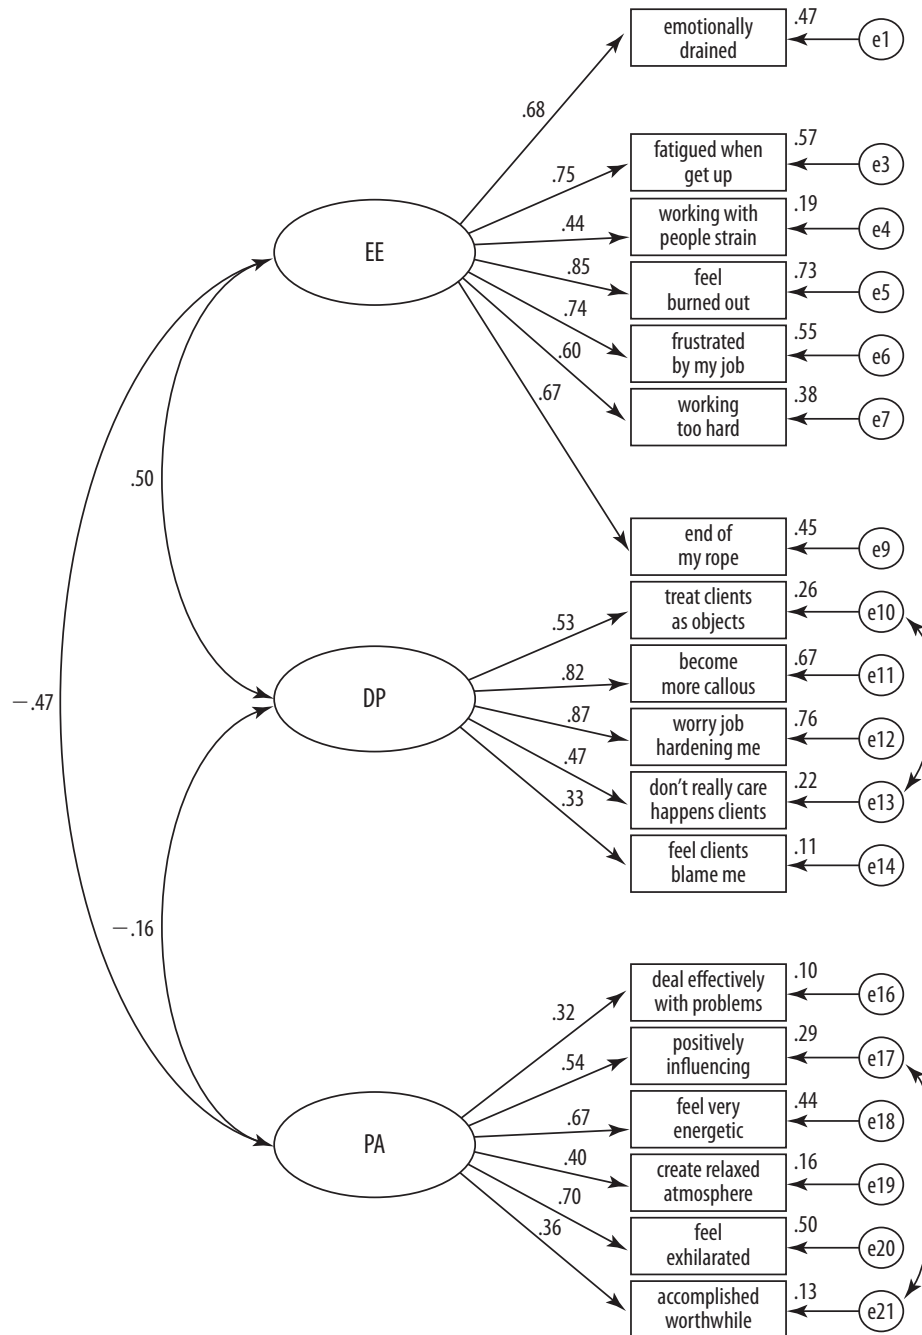 emotionally
drained
.47
e1
.68
fatigued when
get up
.57
e3
.75
working with
people strain
.19
e4
.44
EE
feel
burned out
.73
e5
.85
frustrated
by my job
.55
e6
.74
working
too hard
.38
e7
.60
.67
.50
end of
my rope
.45
e9
treat clients
as objects
.26
e10
.53
become
more callous
.67
e11
.82
DP
−.47
worry job
hardening me
.76
e12
.87
don't really care
happens clients
.22
e13
.47
feel clients
blame me
.11
e14
.33
−.16
deal effectively
with problems
.10
e16
.32
positively
influencing
.29
e17
.54
feel very
energetic
.44
e18
.67
PA
create relaxed
atmosphere
.16
e19
.40
feel
exhilarated
.50
e20
.70
accomplished
worthwhile
.13
e21
.36